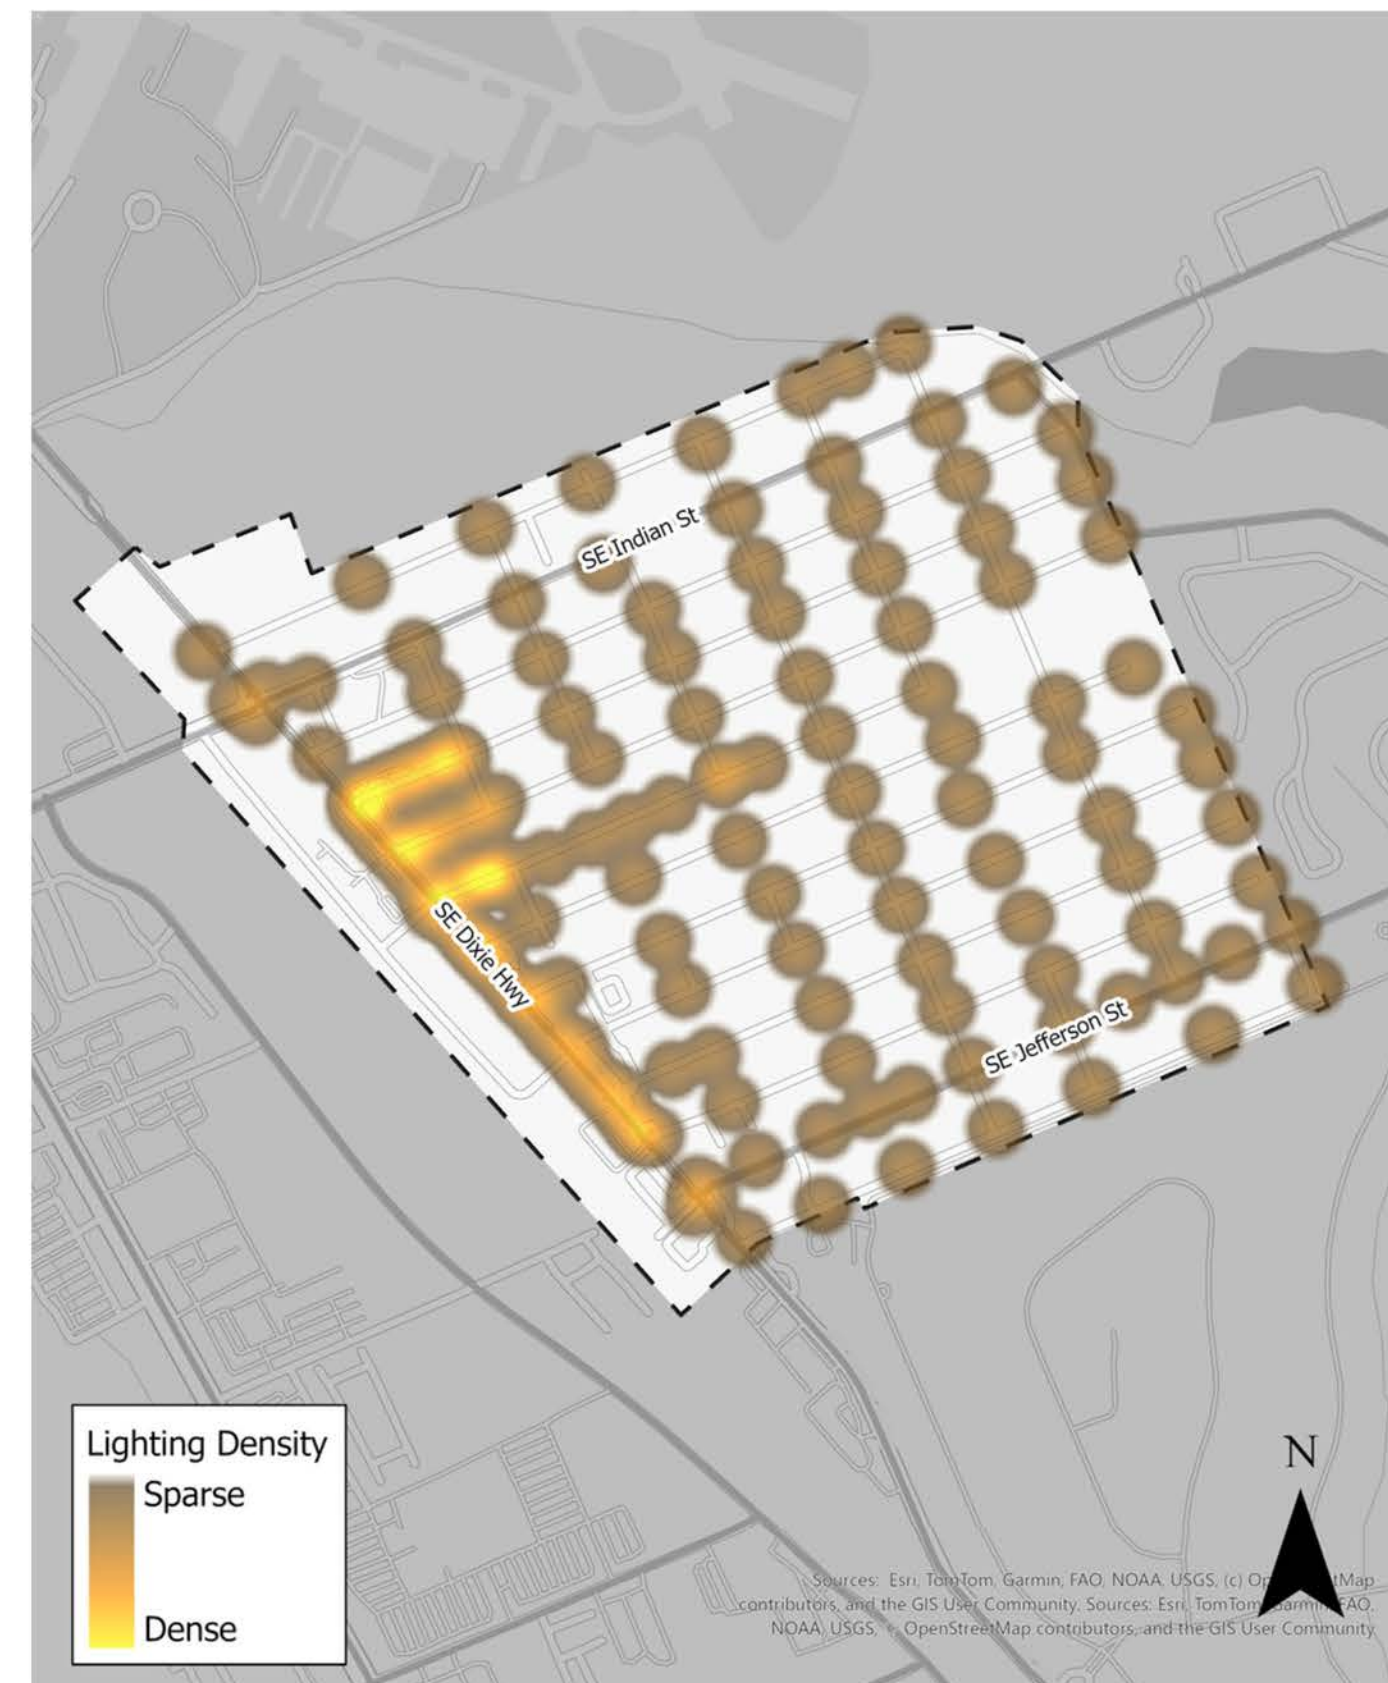 SE Indian St
SE Dixie Hwy
SE Jefferson St
Lighting Density
Sparse
Dense
N
Sources: Esri, TomTom, Garmin, FAO, NOAA, USGS, (c)
contributors, and the GIS User Community, Sources: Esri, TomTom, Garmin, FAO,
NOAA, USGS, © OpenStreetMap contributors, and the GIS User Community